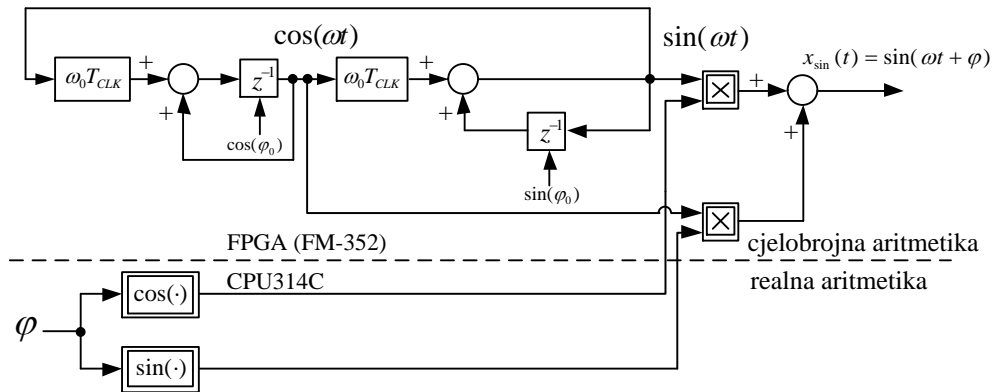 cos(ωt)
sin(ωt)
x_sin (t) = sin(ωt + φ)
ω₀T_CLK
+
+
z⁻¹
cos(φ₀)
ω₀T_CLK
+
+
z⁻¹
sin(φ₀)
×
+
+
×
FPGA (FM-352)
cjelobrojna aritmetika
CPU314C
realna aritmetika
φ
cos(·)
sin(·)